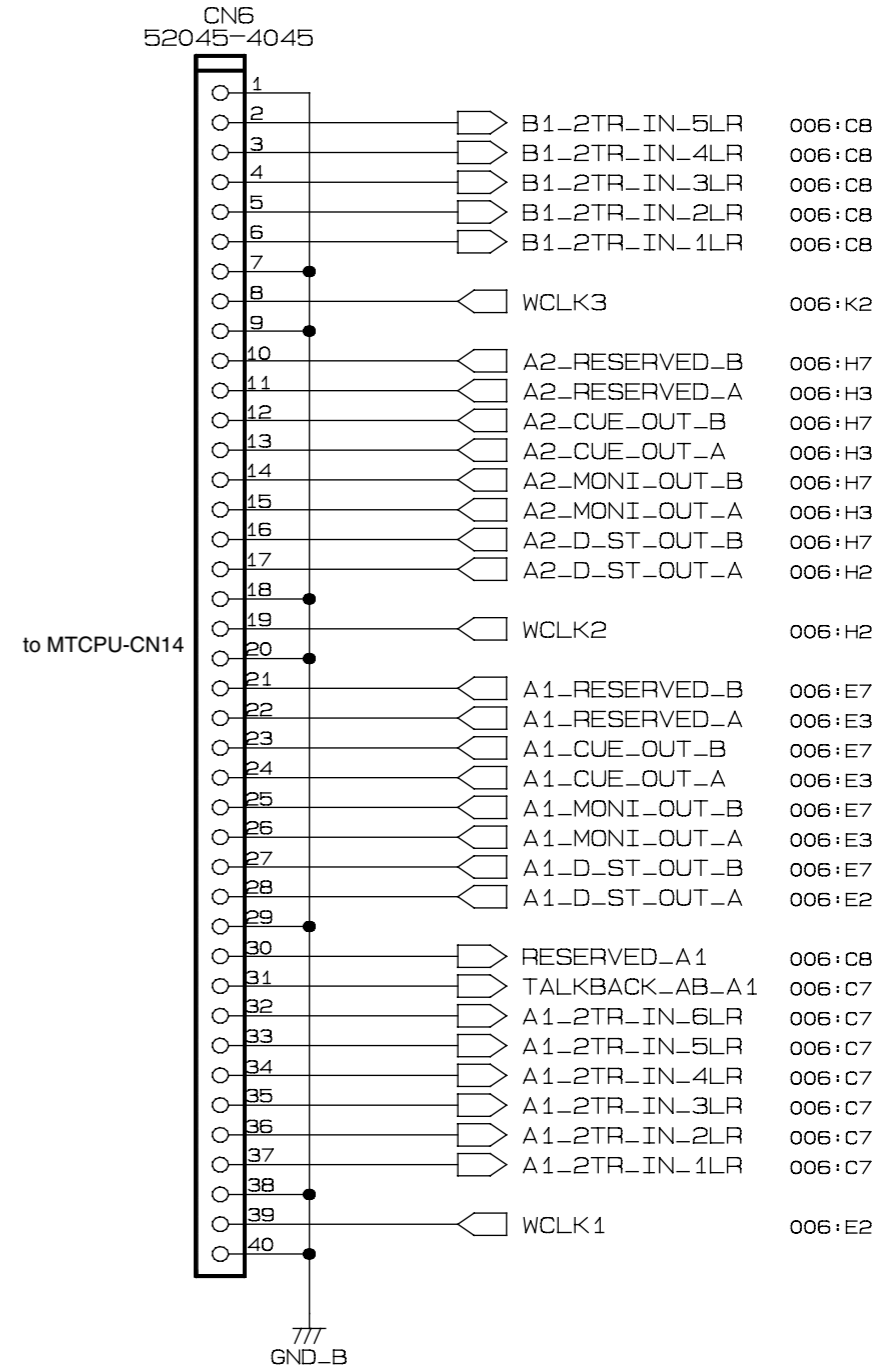 CN6
52045-4045
1
2 B1_2TR_IN_5LR 006:C8
3 B1_2TR_IN_4LR 006:C8
4 B1_2TR_IN_3LR 006:C8
5 B1_2TR_IN_2LR 006:C8
6 B1_2TR_IN_1LR 006:C8
7
8 WCLK3 006:K2
9
10 A2_RESERVED_B 006:H7
11 A2_RESERVED_A 006:H3
12 A2_CUE_OUT_B 006:H7
13 A2_CUE_OUT_A 006:H3
14 A2_MONI_OUT_B 006:H7
15 A2_MONI_OUT_A 006:H3
16 A2_D_ST_OUT_B 006:H7
17 A2_D_ST_OUT_A 006:H2
18
19 WCLK2 006:H2
to MTCPU-CN14
20
21 A1_RESERVED_B 006:E7
22 A1_RESERVED_A 006:E3
23 A1_CUE_OUT_B 006:E7
24 A1_CUE_OUT_A 006:E3
25 A1_MONI_OUT_B 006:E7
26 A1_MONI_OUT_A 006:E3
27 A1_D_ST_OUT_B 006:E7
28 A1_D_ST_OUT_A 006:E2
29
30 RESERVED_A1 006:C8
31 TALKBACK_AB_A1 006:C7
32 A1_2TR_IN_6LR 006:C7
33 A1_2TR_IN_5LR 006:C7
34 A1_2TR_IN_4LR 006:C7
35 A1_2TR_IN_3LR 006:C7
36 A1_2TR_IN_2LR 006:C7
37 A1_2TR_IN_1LR 006:C7
38
39 WCLK1 006:E2
40
GND_B